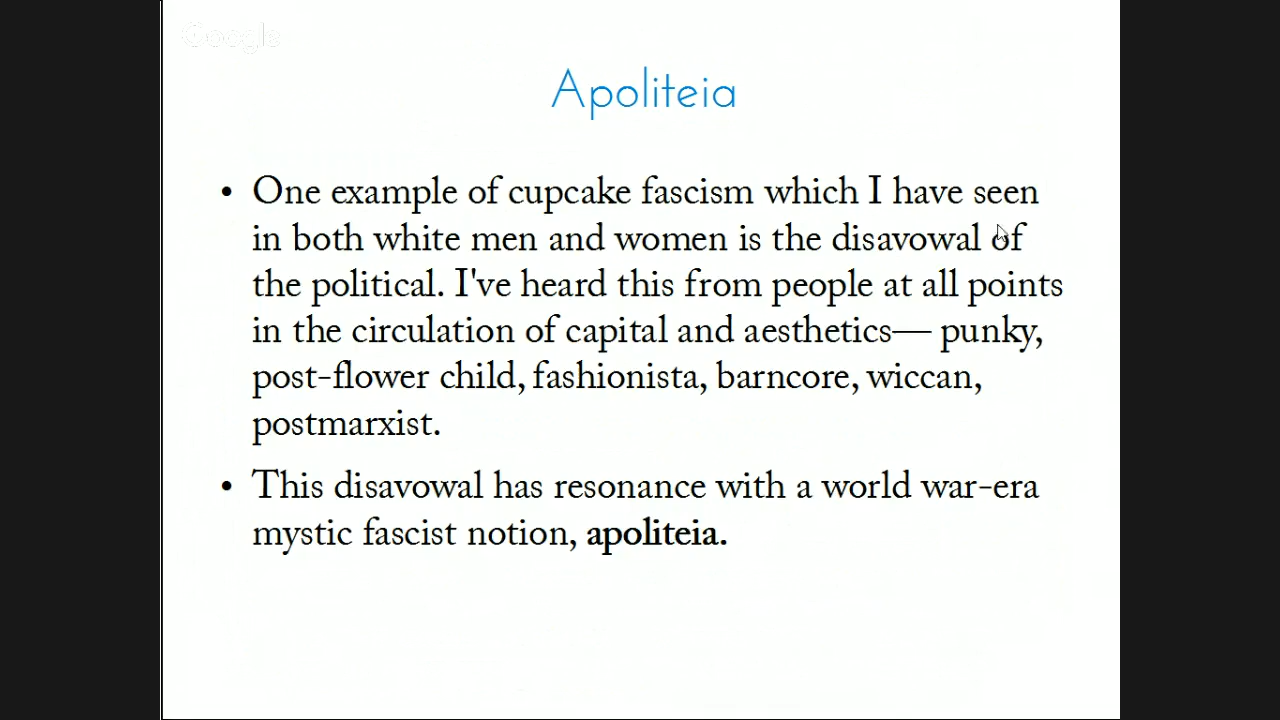 Google
Apoliteia
• One example of cupcake fascism which I have seen
in both white men and women is the disavowal of
the political. I've heard this from people at all points
in the circulation of capital and aesthetics— punky,
post-flower child, fashionista, barncore, wiccan,
postmarxist.
• This disavowal has resonance with a world war-era
mystic fascist notion, apoliteia.